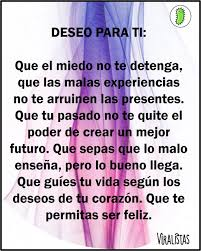 DESEO PARA TI:
Que el miedo no te detenga,
que las malas experiencias
no te arruinen las presentes.
Que tu pasado no te quite el
poder de crear un mejor
futuro. Que sepas que lo malo
enseña, pero lo bueno llega.
Que guíes tu vida según los
deseos de tu corazón. Que te
permitas ser feliz.
VIRALISTAS